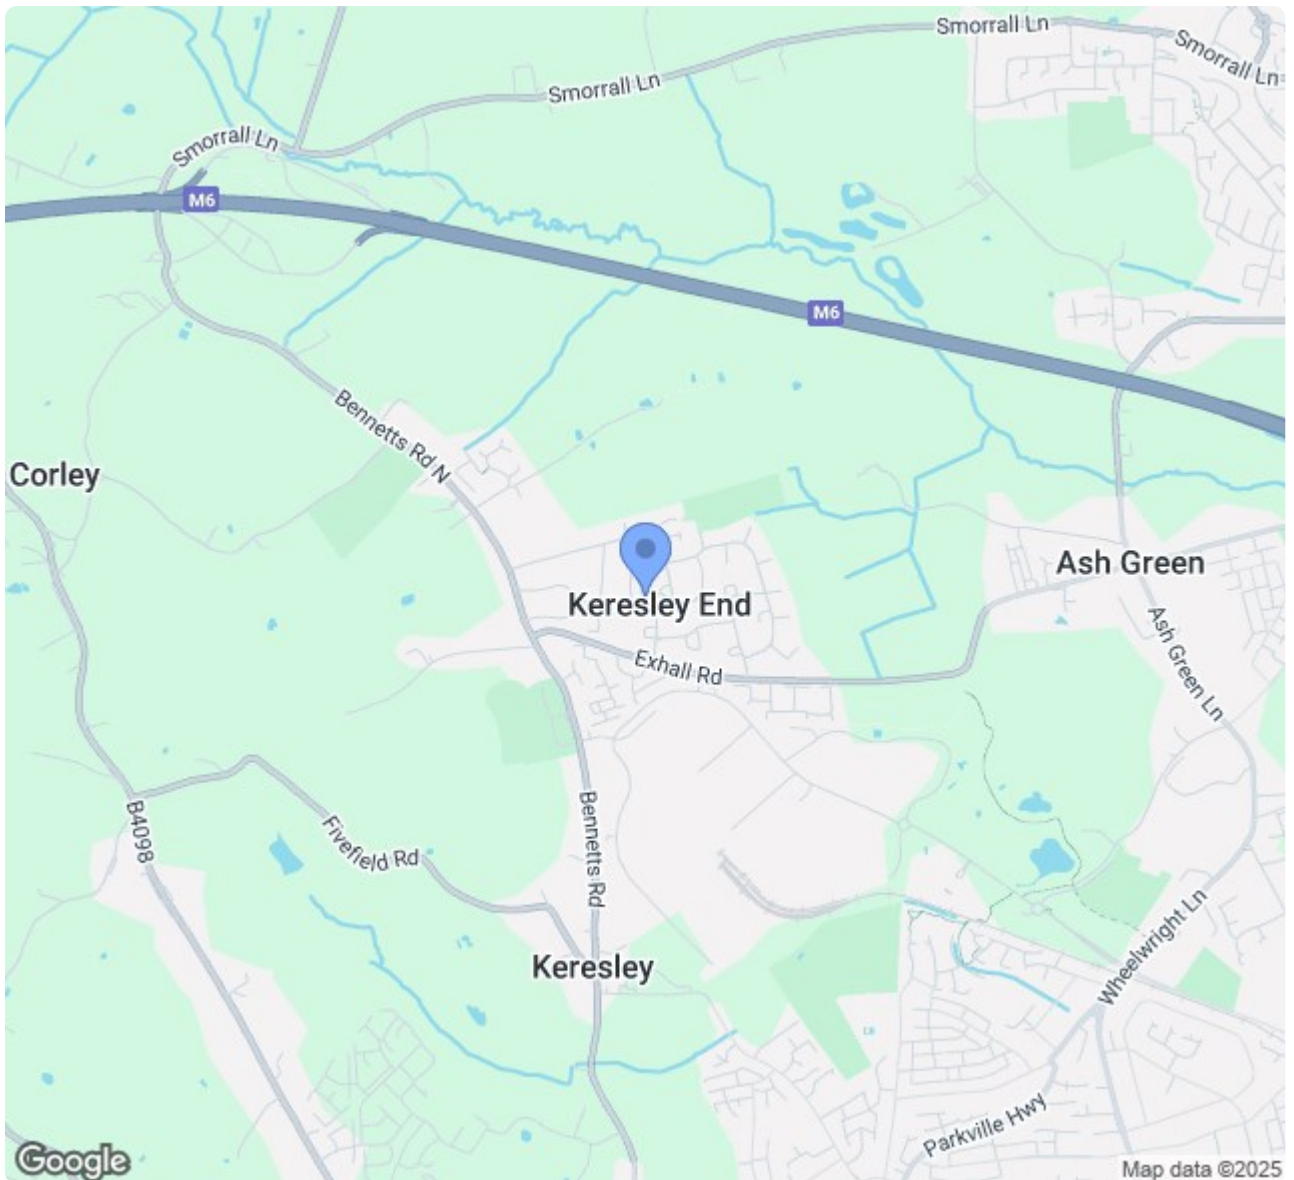 Smorrall Ln
Smorrall Ln
Smorrall Ln
Smorrall Ln
M6
M6
Bennetts Rd N
Corley
Ash Green
Keresley End
Exhall Rd
Ash Green Ln
B4098
Fivefield Rd
Bennetts Rd
Wheelwright Ln
Keresley
Parkville Hwy
Google
Map data ©2025